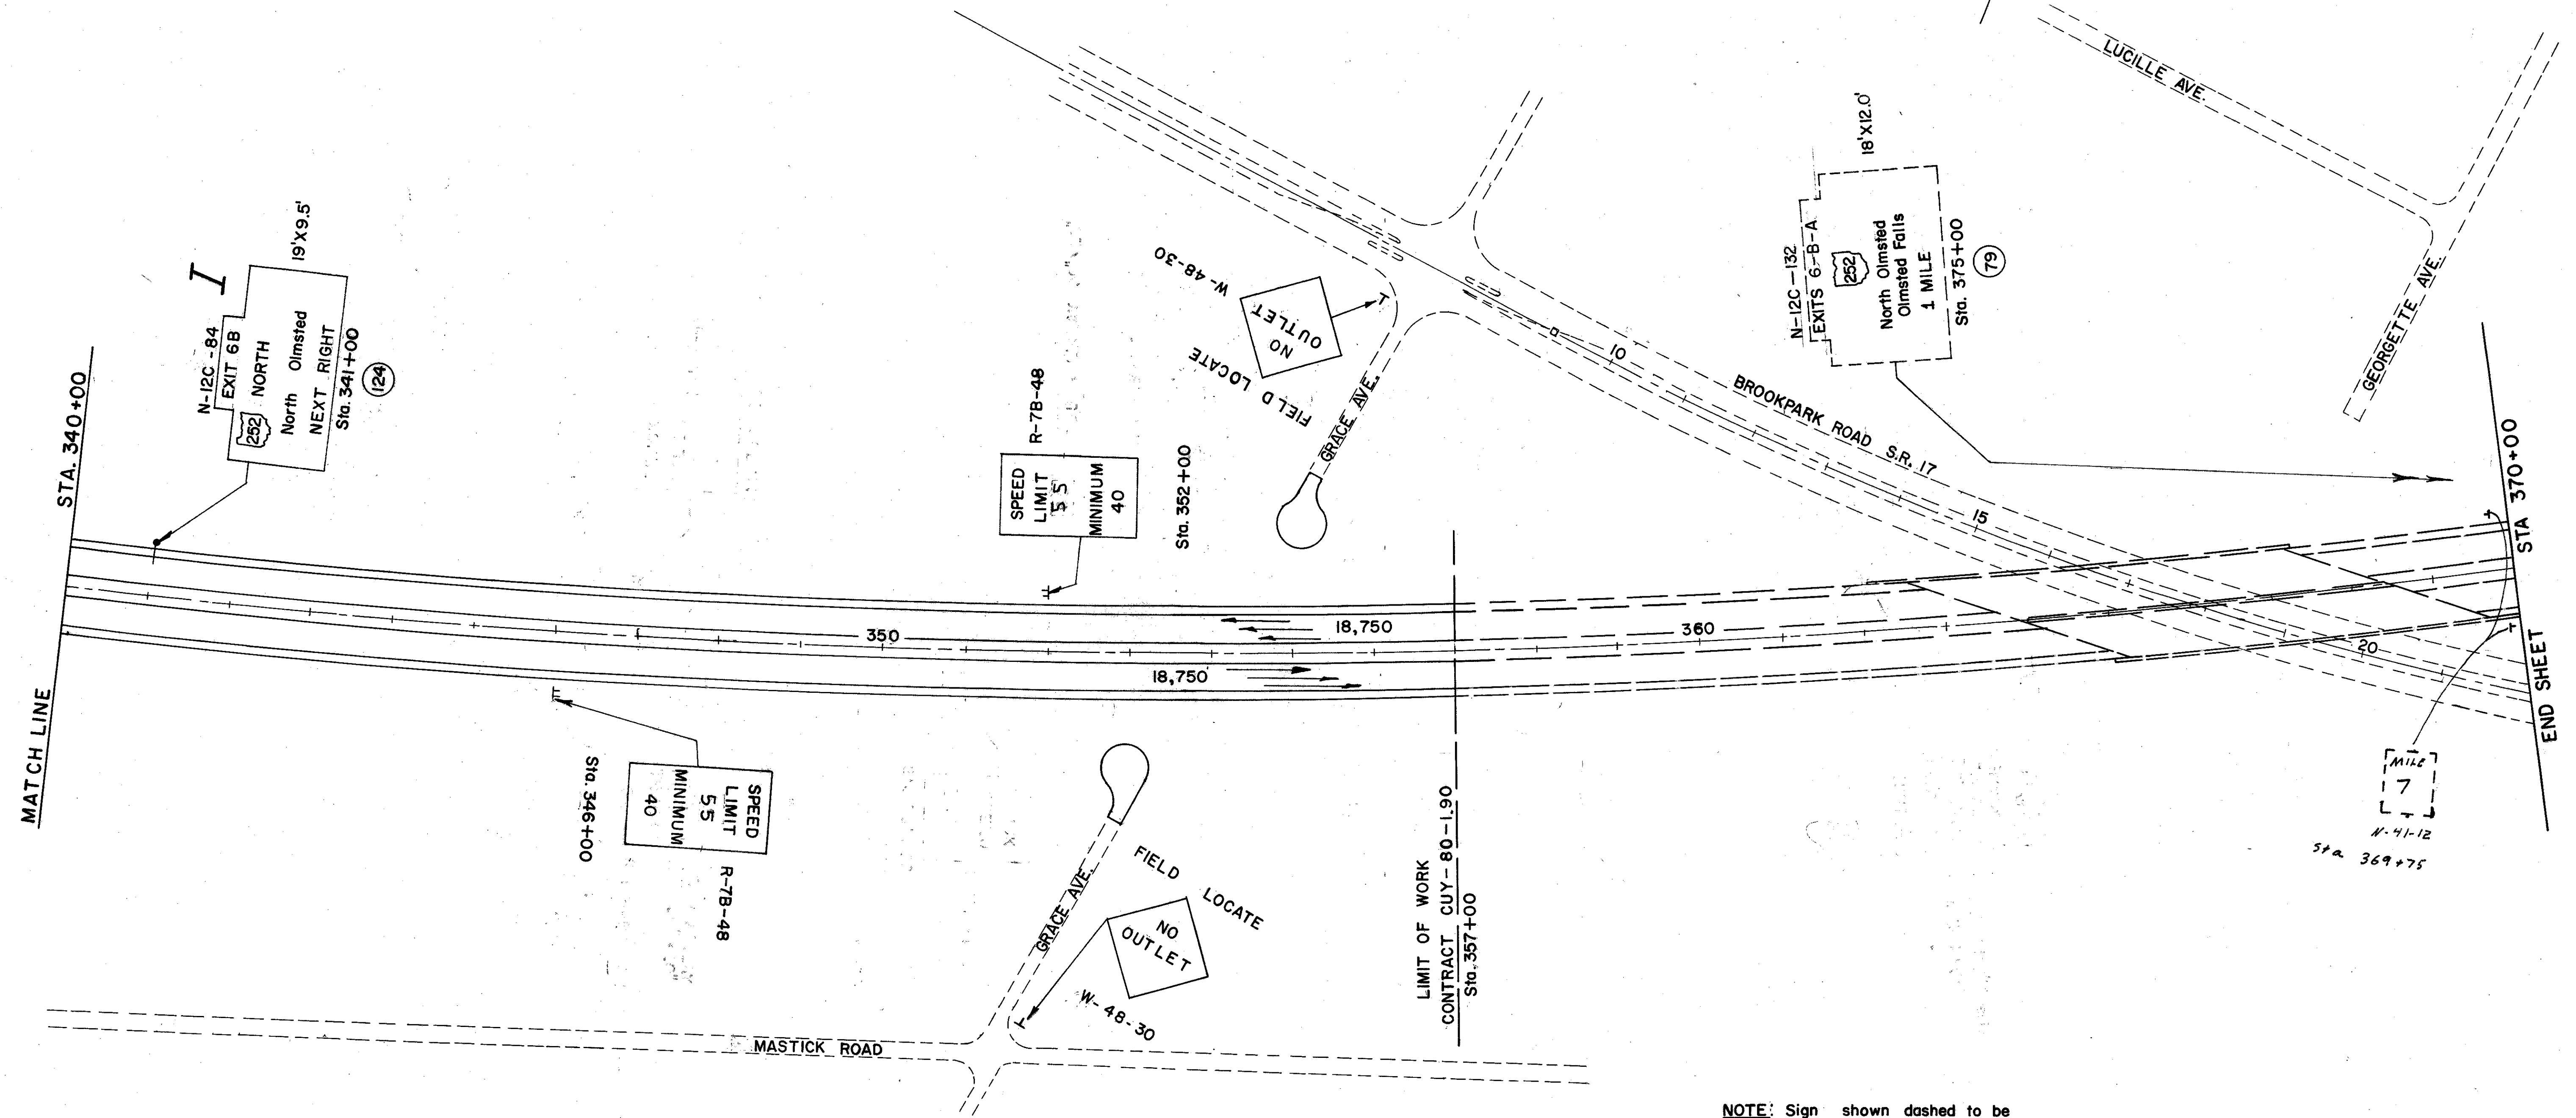 MATCH LINE STA. 340+00
N-12C-84
EXIT 6B
252 NORTH
North Olmsted
NEXT RIGHT
Sta. 341+00
19'X9.5'
124
I
SPEED
LIMIT
55
MINIMUM
40
R-7B-48
Sta. 346+00
R-7B-48
SPEED
LIMIT
55
MINIMUM
40
Sta. 352+00
W-48-30
NO
OUTLET
FIELD LOCATE
GRACE AVE.
350
18,750
18,750
360
GRACE AVE.
FIELD LOCATE
NO
OUTLET
W-48-30
MASTICK ROAD
LIMIT OF WORK
CONTRACT CUY-80-1.90
Sta. 357+00
10
BROOKPARK ROAD S.R. 17
15
20
N-12C-132
EXITS 6-B-A
252
North Olmsted
Olmsted Falls
1 MILE
Sta. 375+00
18'X12.0'
79
LUCILLE AVE.
GEORGETTE AVE.
END SHEET STA 370+00
MILE
7
N-41-12
sta 369+75
NOTE: Sign shown dashed to be